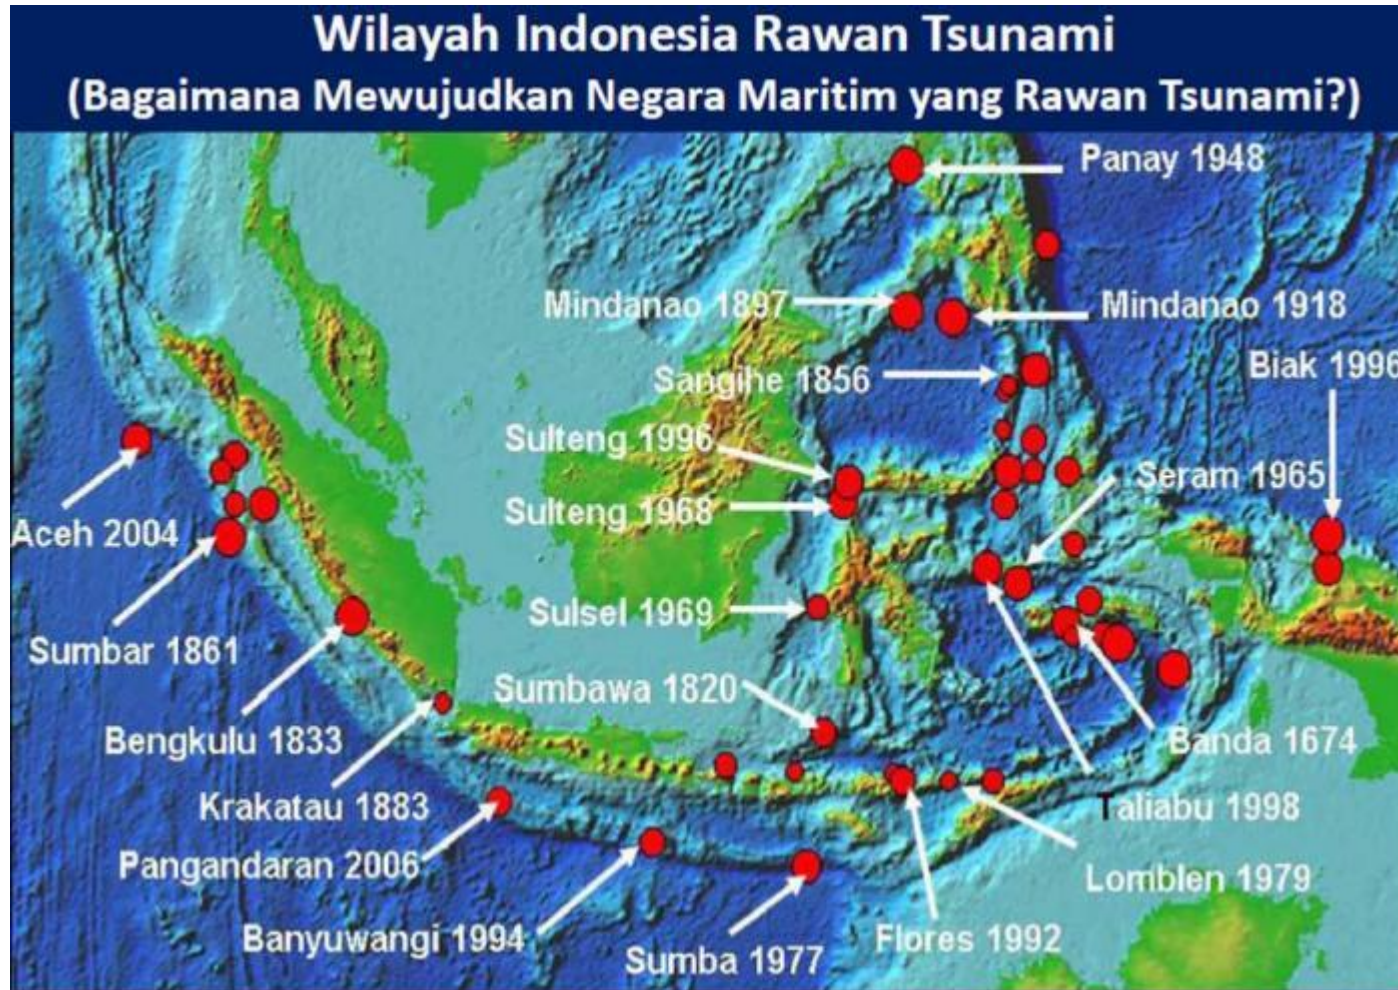 Wilayah Indonesia Rawan Tsunami
(Bagaimana Mewujudkan Negara Maritim yang Rawan Tsunami?)
Panay 1948
Mindanao 1897
Mindanao 1918
Sangihe 1856
Biak 1996
Sulteng 1996
Seram 1965
Sulteng 1968
Aceh 2004
Sulsel 1969
Sumbar 1861
Sumbawa 1820
Bengkulu 1833
Banda 1674
Krakatau 1883
Taliabu 1998
Pangandaran 2006
Lomblen 1979
Banyuwangi 1994
Flores 1992
Sumba 1977